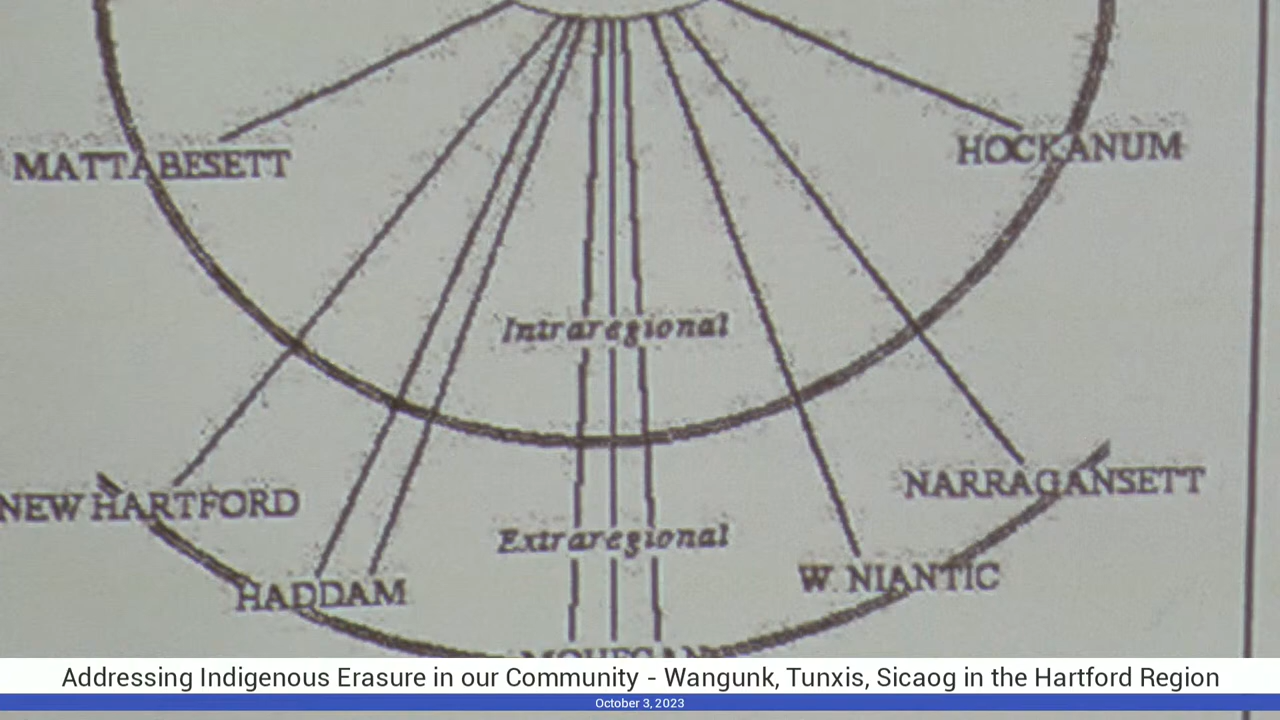 MATTABESETT
HOCKANUM
Intraregional
NEW HARTFORD
NARRAGANSETT
Extraregional
HADDAM
W. NIANTIC
Addressing Indigenous Erasure in our Community - Wangunk, Tunxis, Sicaog in the Hartford Region
October 3, 2023